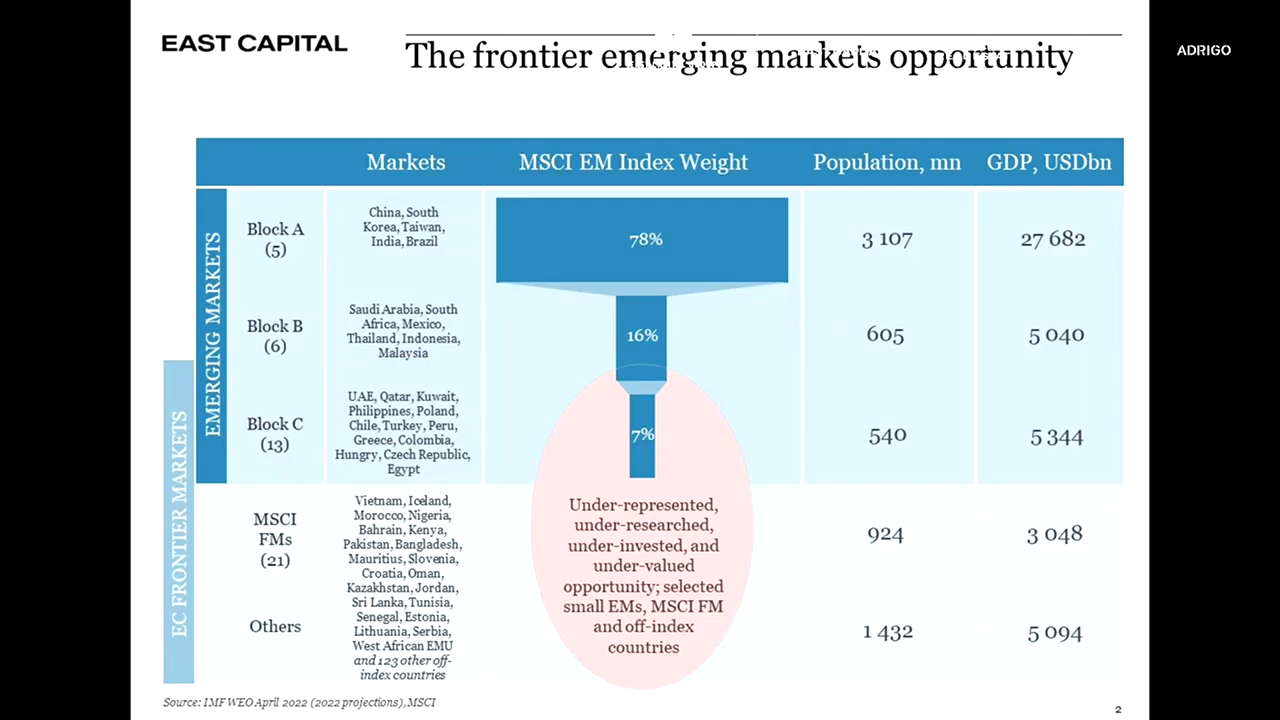 EAST CAPITAL
The frontier emerging markets opportunity
ADRIGO
Markets
MSCI EM Index Weight
Population, mn
GDP, USDbn
EMERGING MARKETS
EC FRONTIER MARKETS
Block A
(5)
China, South
Korea, Taiwan,
India, Brazil
78%
3 107
27 682
Block B
(6)
Saudi Arabia, South
Africa, Mexico,
Thailand, Indonesia,
Malaysia
16%
605
5 040
Block C
(13)
UAE, Qatar, Kuwait,
Philippines, Poland,
Chile, Turkey, Peru,
Greece, Colombia,
Hungry, Czech Republic,
Egypt
7%
540
5 344
MSCI
FMs
(21)
Vietnam, Iceland,
Morocco, Nigeria,
Bahrain, Kenya,
Pakistan, Bangladesh,
Mauritius, Slovenia,
Croatia, Oman,
Kazakhstan, Jordan,
Sri Lanka, Tunisia,
Senegal, Estonia,
Lithuania, Serbia,
West African EMU
and 123 other off-
index countries
Under-represented,
under-researched,
under-invested, and
under-valued
opportunity; selected
small EMs, MSCI FM
and off-index
countries
924
3 048
Others
1 432
5 094
Source: IMF WEO April 2022 (2022 projections), MSCI
2